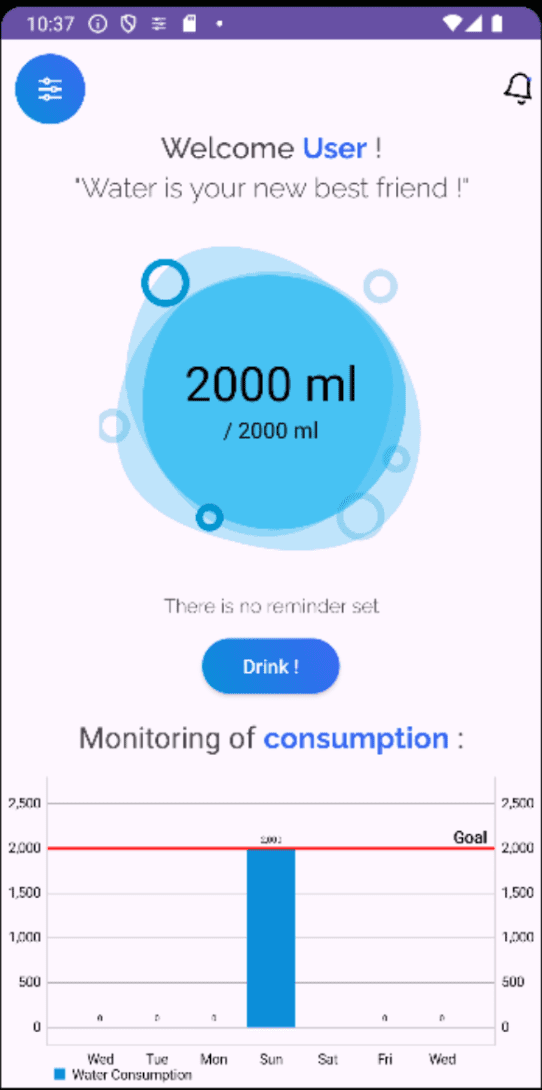 10:37
Welcome User !
"Water is your new best friend !"
2000 ml
/ 2000 ml
There is no reminder set
Drink !
Monitoring of consumption :
2,500 2,500
Goal
2,000 2,000
2,000
1,500 1,500
1,000 1,000
500 500
0 0 0 0 0
0 0
Wed Tue Mon Sun Sat Fri Wed
Water Consumption